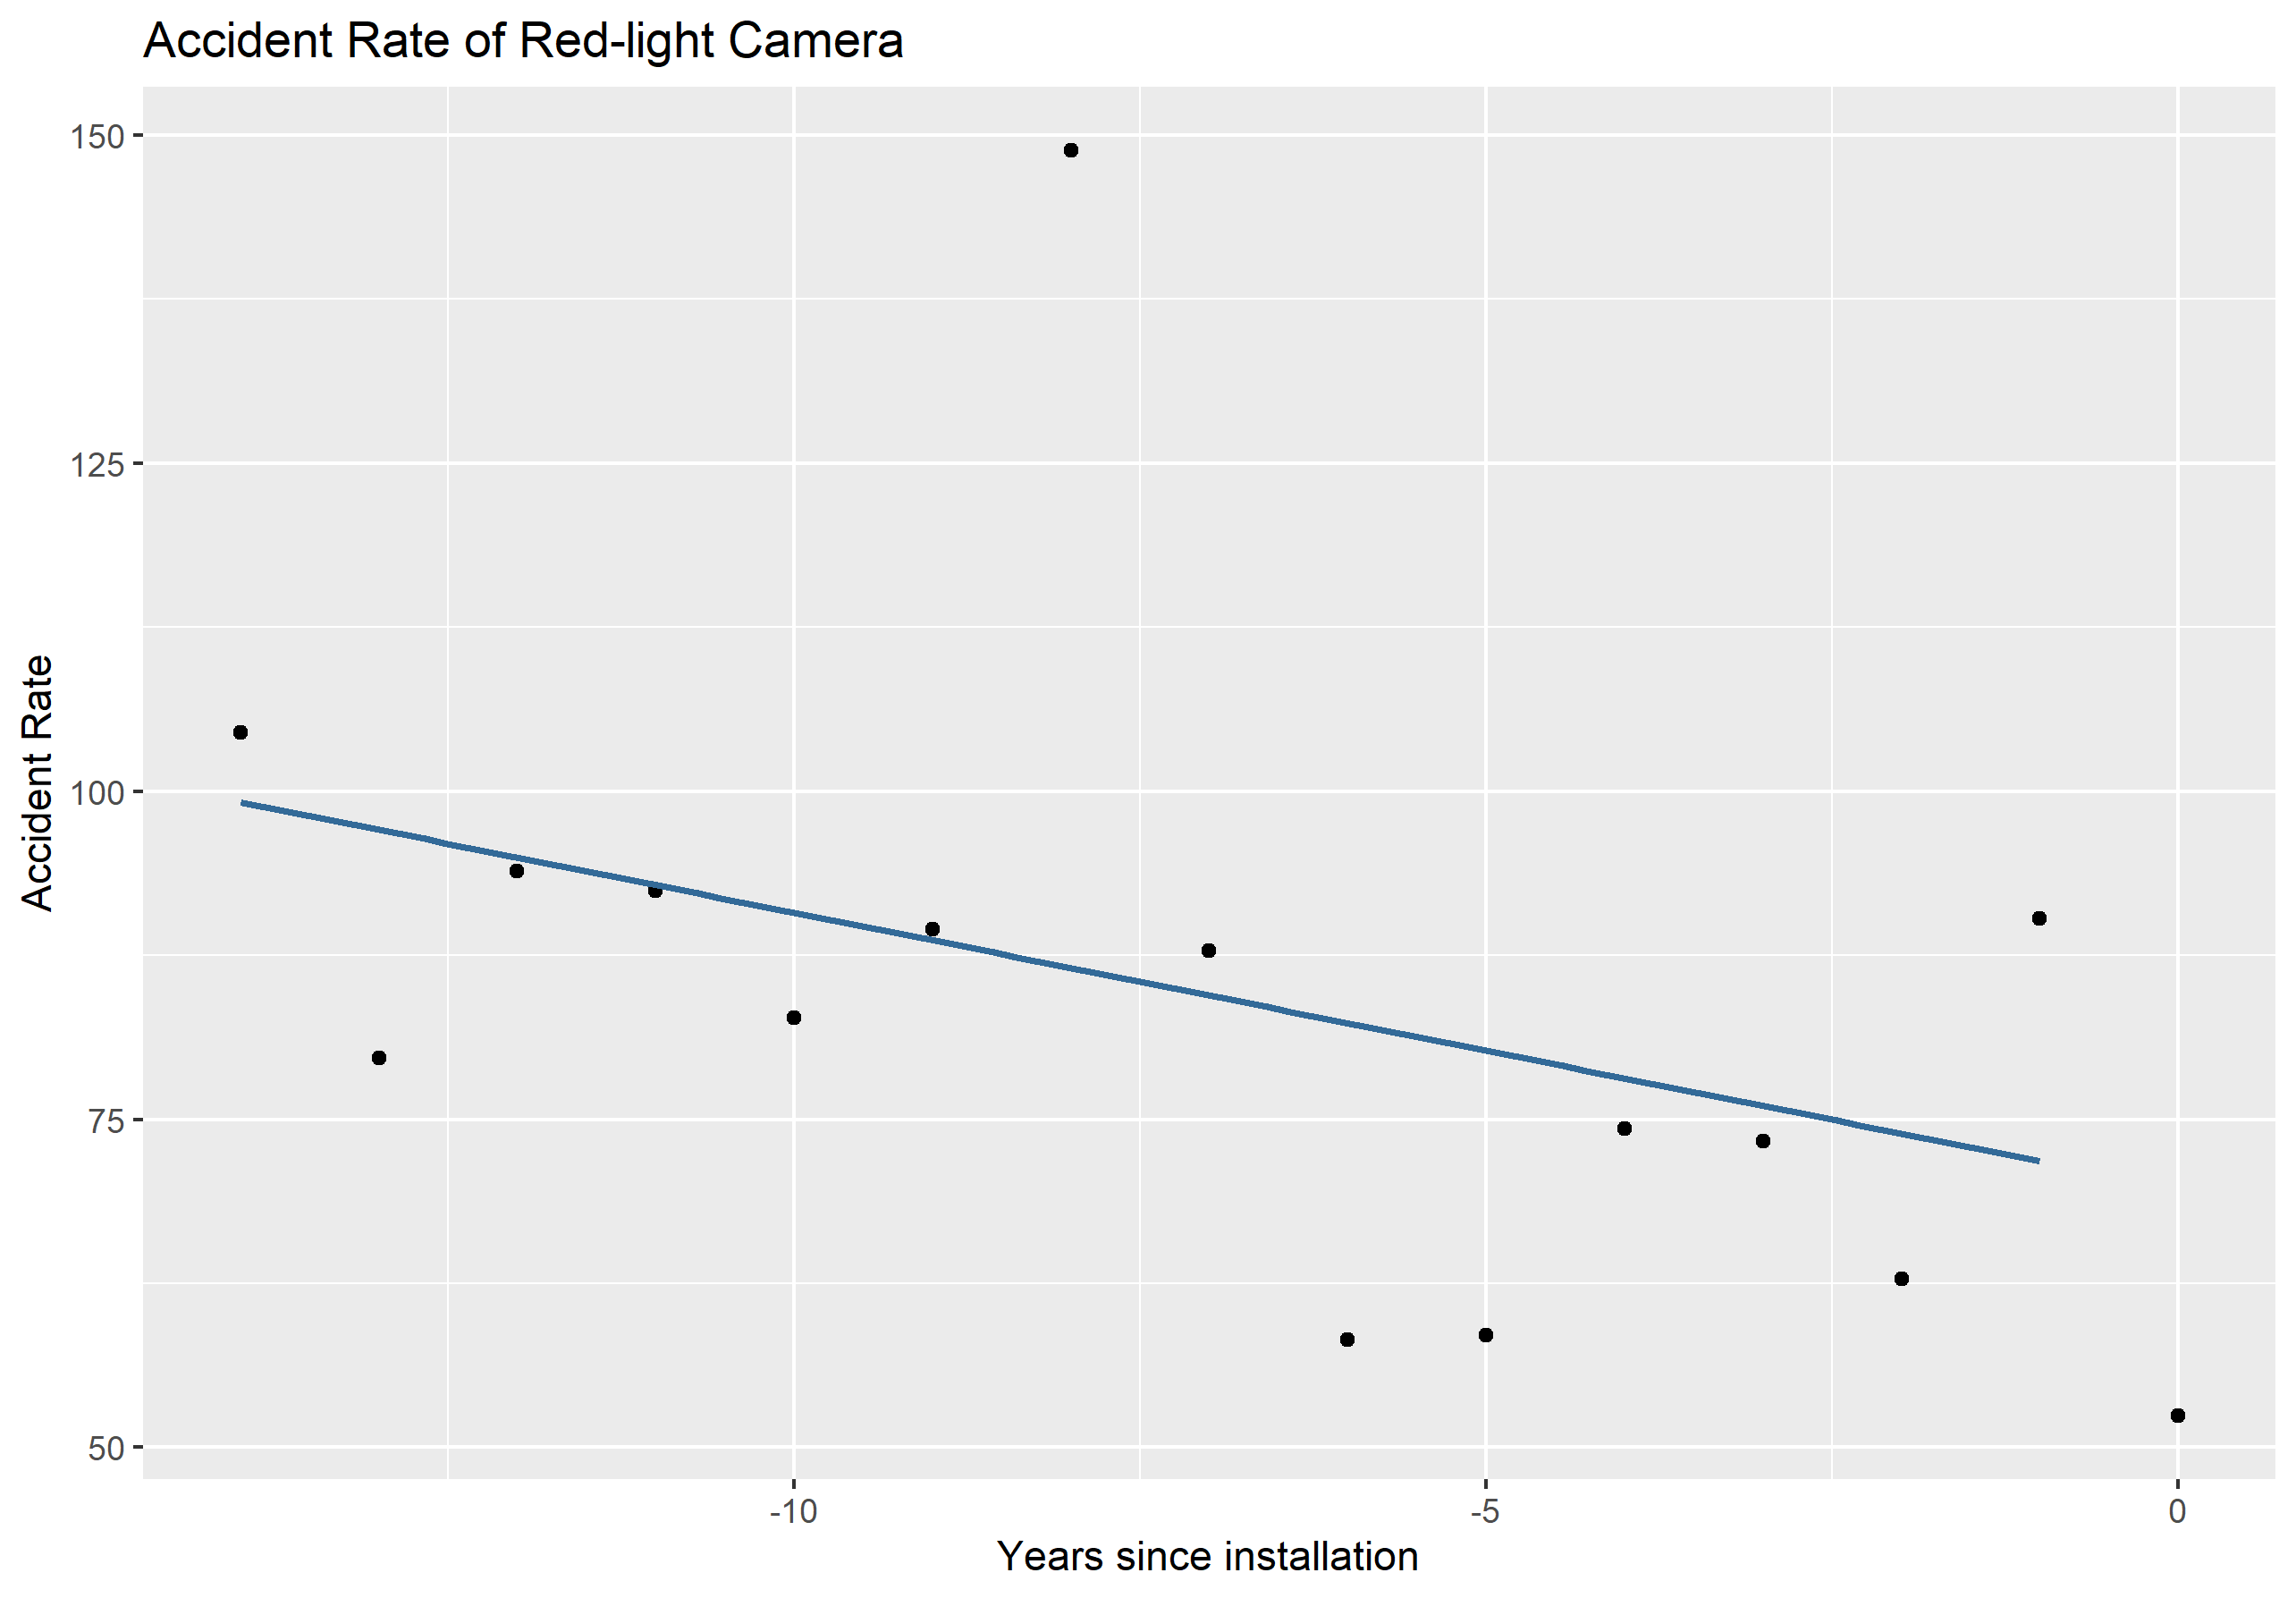 Accident Rate of Red-light Camera
150
125
100
75
50
Accident Rate
-10
-5
0
Years since installation